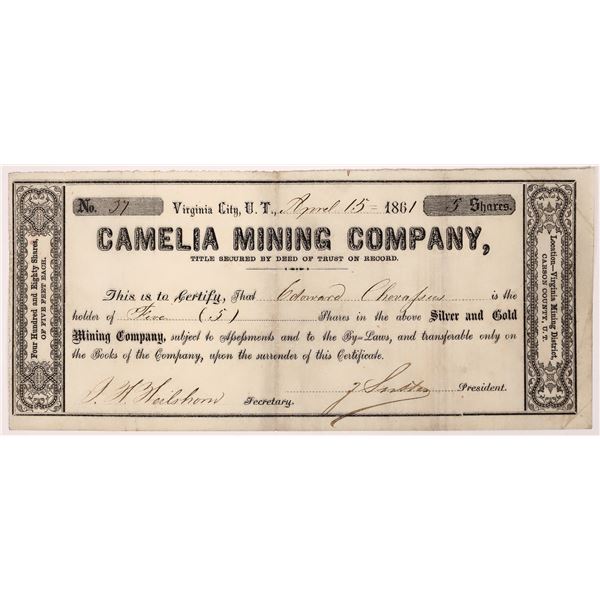 No. 37 Virginia City, U. T., April 15 = 1861 5 Shares.
CAMELIA MINING COMPANY,
TITLE SECURED BY DEED OF TRUST ON RECORD.
This is to Certify, That Edward is the
holder of Five (5) Shares in the above Silver and Gold
Mining Company, subject to Assessments and to the By=Laws, and transferable only on
the Books of the Company, upon the surrender of this Certificate.
Secretary. President.
Four Hundred and Eighty Shares,
OF FIVE FEET EACH.
Location—Virginia Mining District,
CARSON COUNTY, U. T.